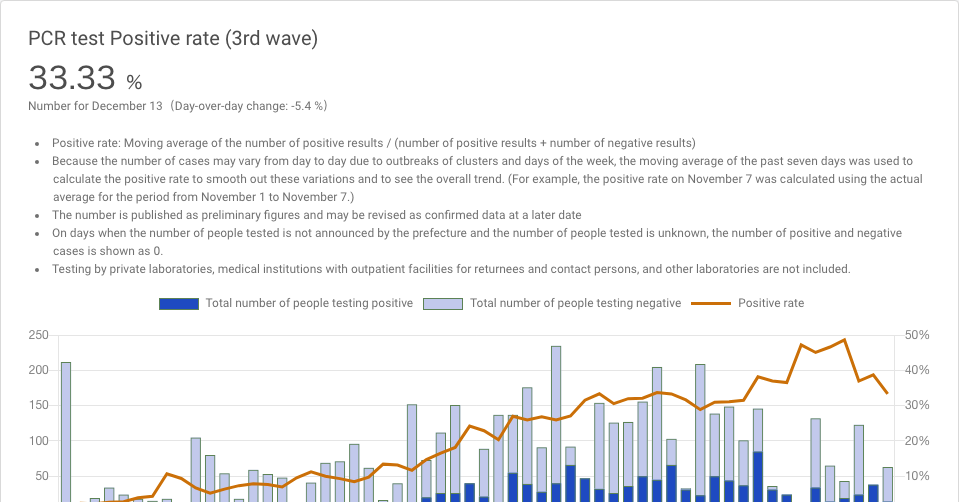 PCR test Positive rate (3rd wave)
33.33 %
Number for December 13（Day-over-day change: -5.4 %）
• Positive rate: Moving average of the number of positive results / (number of positive results + number of negative results)
• Because the number of cases may vary from day to day due to outbreaks of clusters and days of the week, the moving average of the past seven days was used to
calculate the positive rate to smooth out these variations and to see the overall trend. (For example, the positive rate on November 7 was calculated using the actual
average for the period from November 1 to November 7.)
• The number is published as preliminary figures and may be revised as confirmed data at a later date
• On days when the number of people tested is not announced by the prefecture and the number of people tested is unknown, the number of positive and negative
cases is shown as 0.
• Testing by private laboratories, medical institutions with outpatient facilities for returnees and contact persons, and other laboratories are not included.
Total number of people testing positive Total number of people testing negative Positive rate
250 50%
200 40%
150 30%
100 20%
50 10%